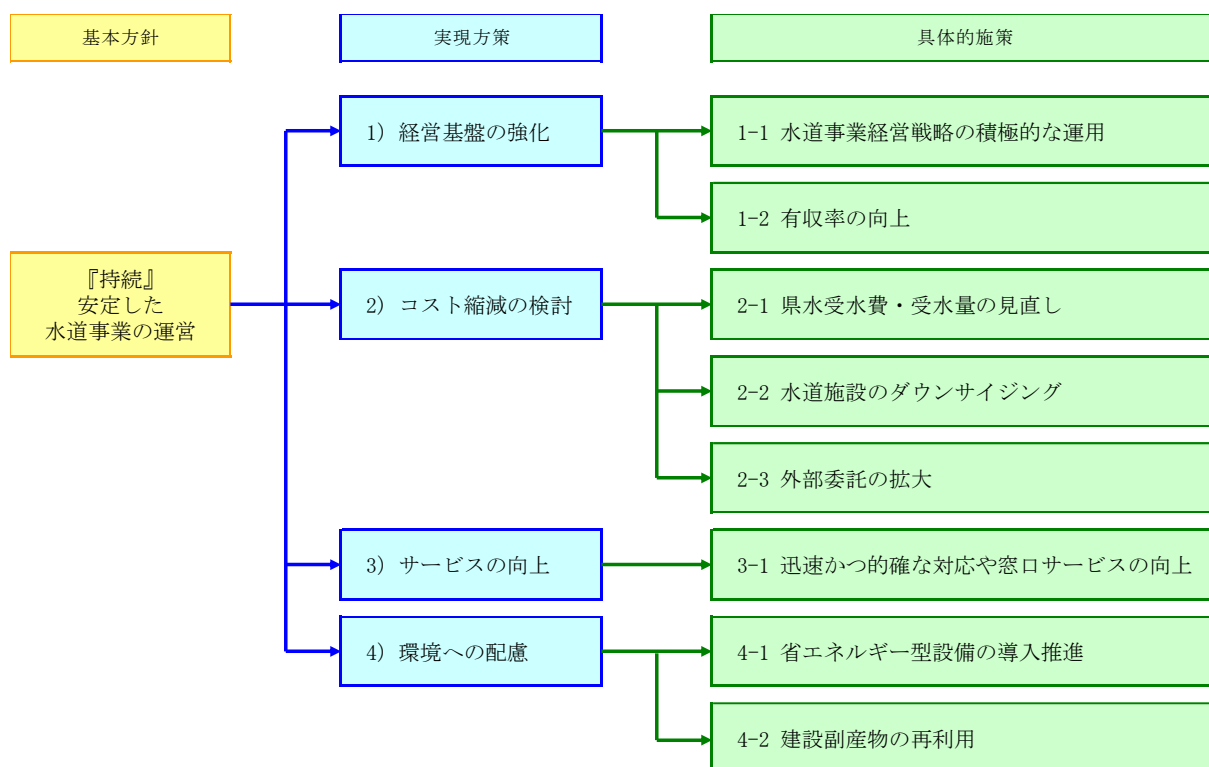 基本方針
実現方策
具体的施策
1) 経営基盤の強化
1-1 水道事業経営戦略の積極的な運用
1-2 有収率の向上
『持続』
安定した
水道事業の運営
2) コスト縮減の検討
2-1 県水受水費・受水量の見直し
2-2 水道施設のダウンサイジング
2-3 外部委託の拡大
3) サービスの向上
3-1 迅速かつ的確な対応や窓口サービスの向上
4) 環境への配慮
4-1 省エネルギー型設備の導入推進
4-2 建設副産物の再利用